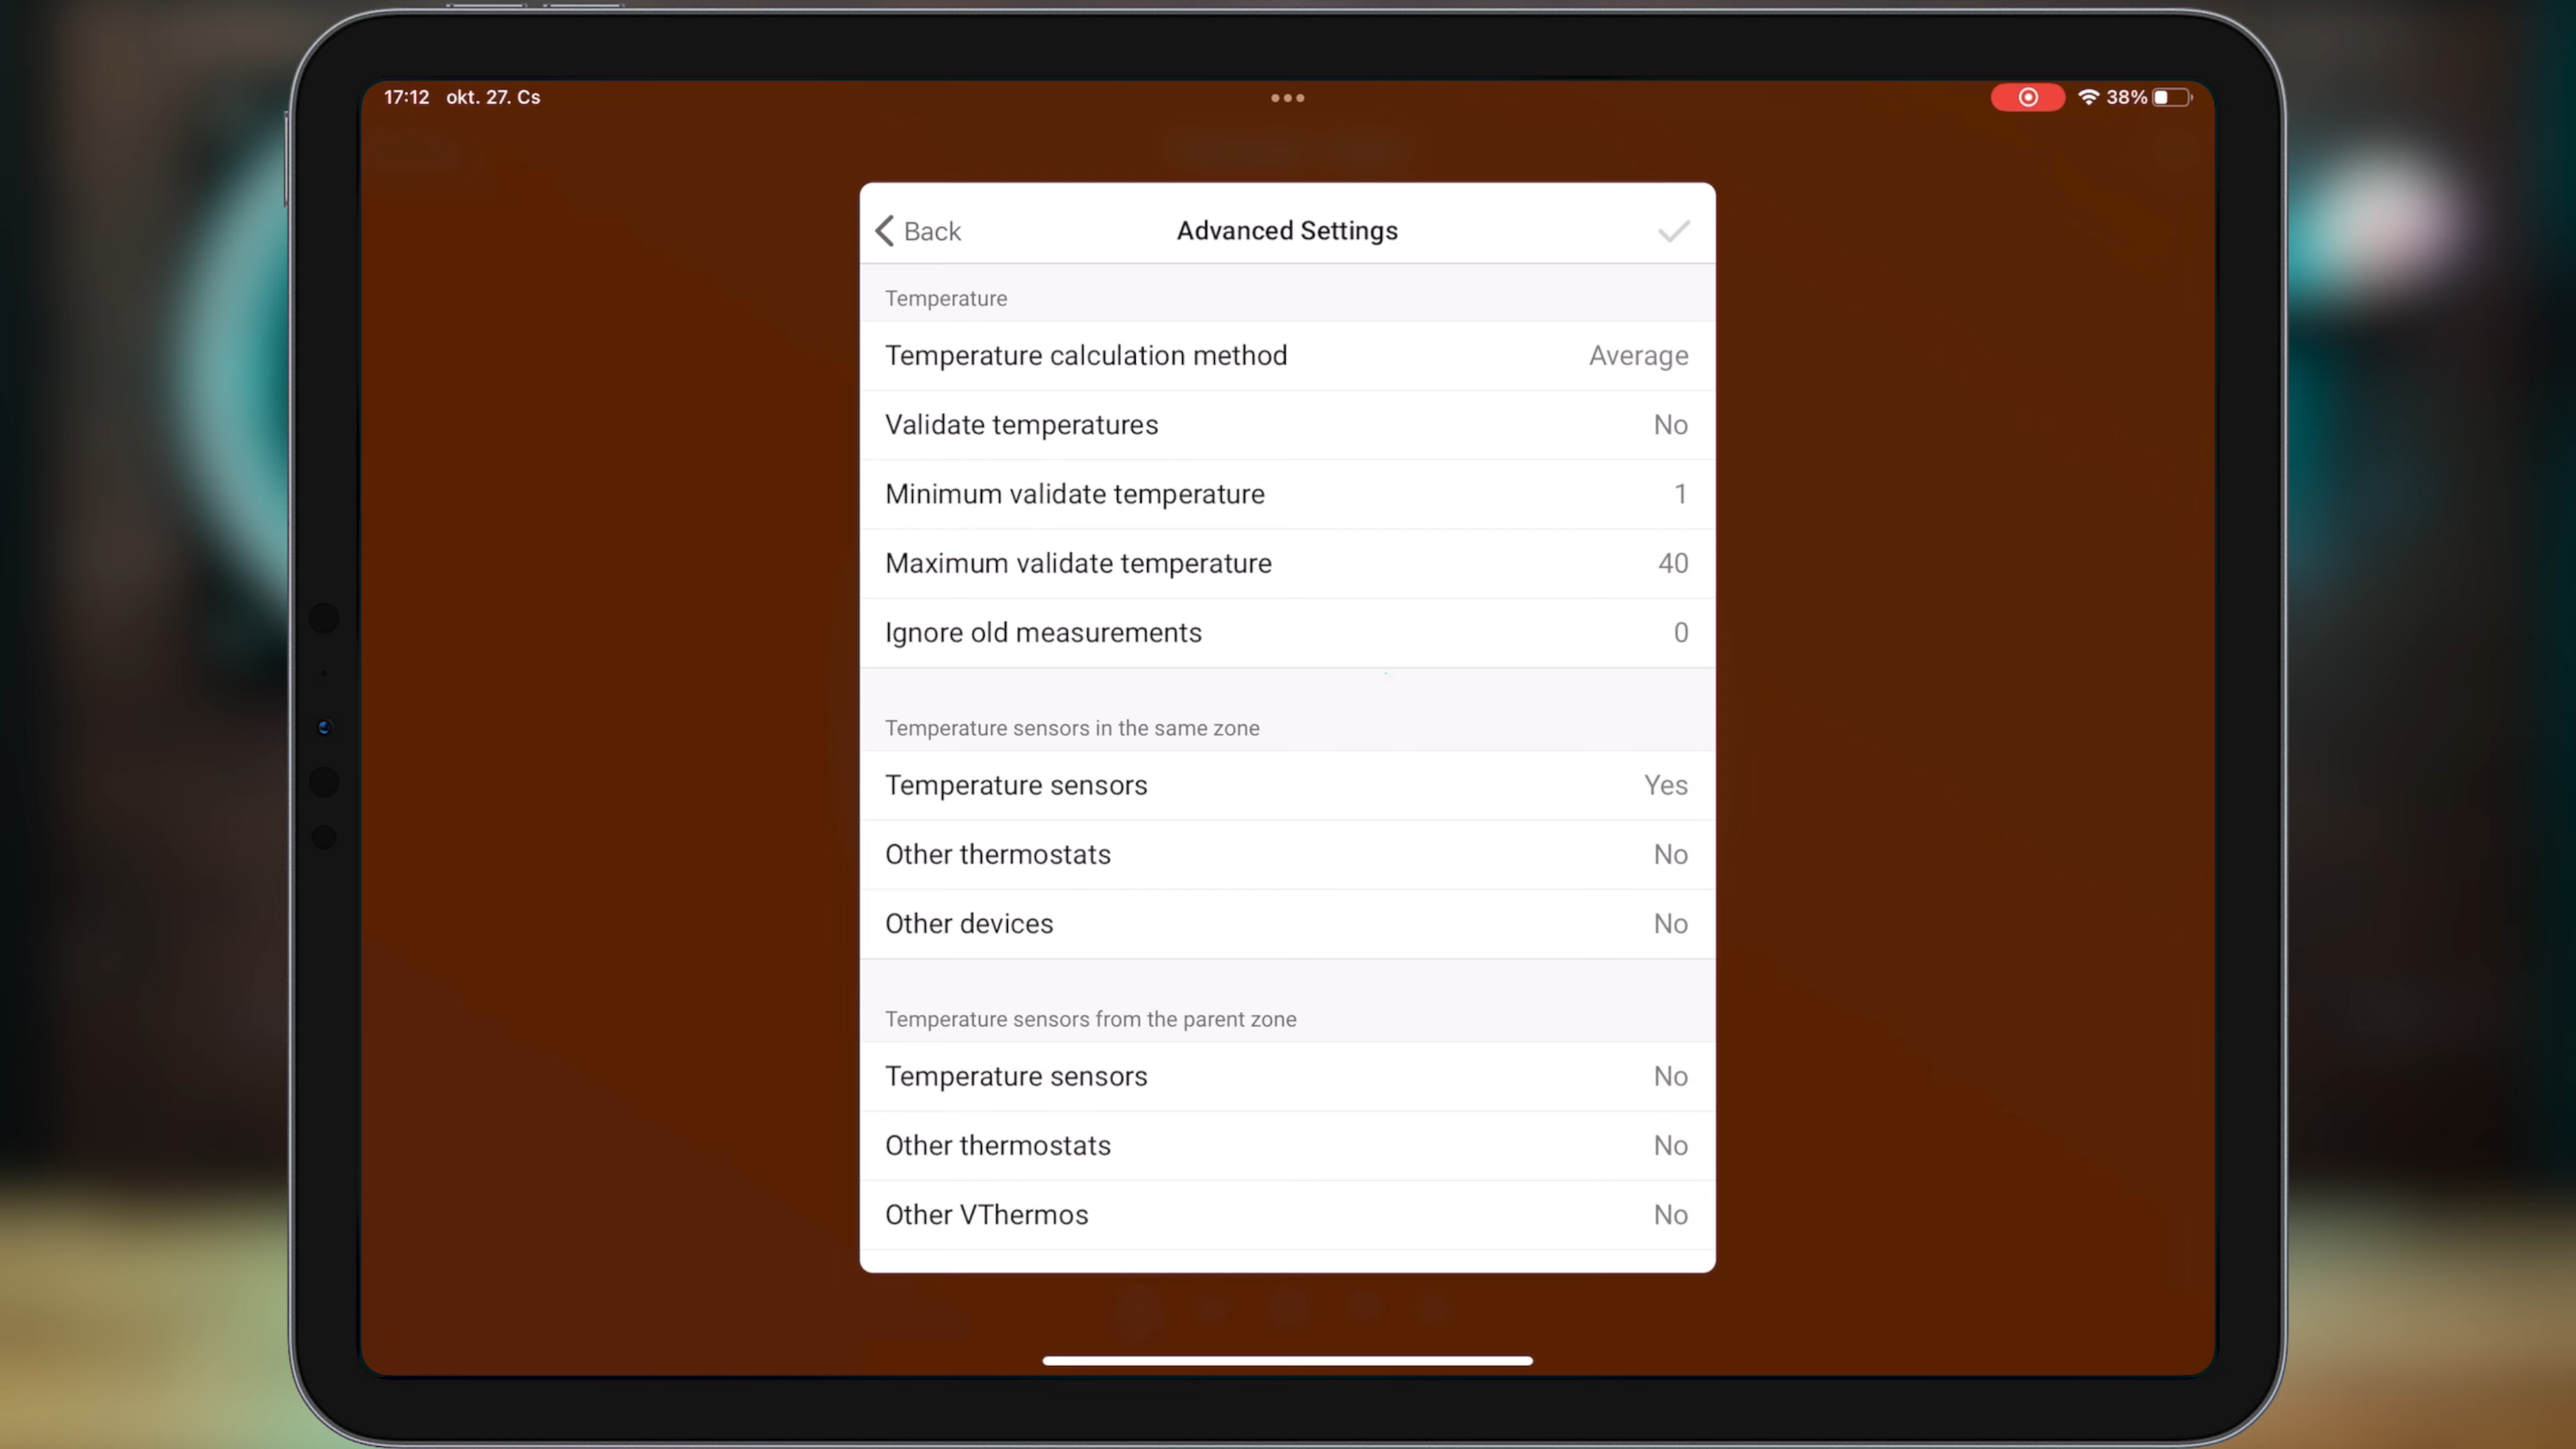 17:12 okt. 27. Cs
38%
Back
Advanced Settings
Temperature
Temperature calculation method Average
Validate temperatures No
Minimum validate temperature 1
Maximum validate temperature 40
Ignore old measurements 0
Temperature sensors in the same zone
Temperature sensors Yes
Other thermostats No
Other devices No
Temperature sensors from the parent zone
Temperature sensors No
Other thermostats No
Other VThermos No